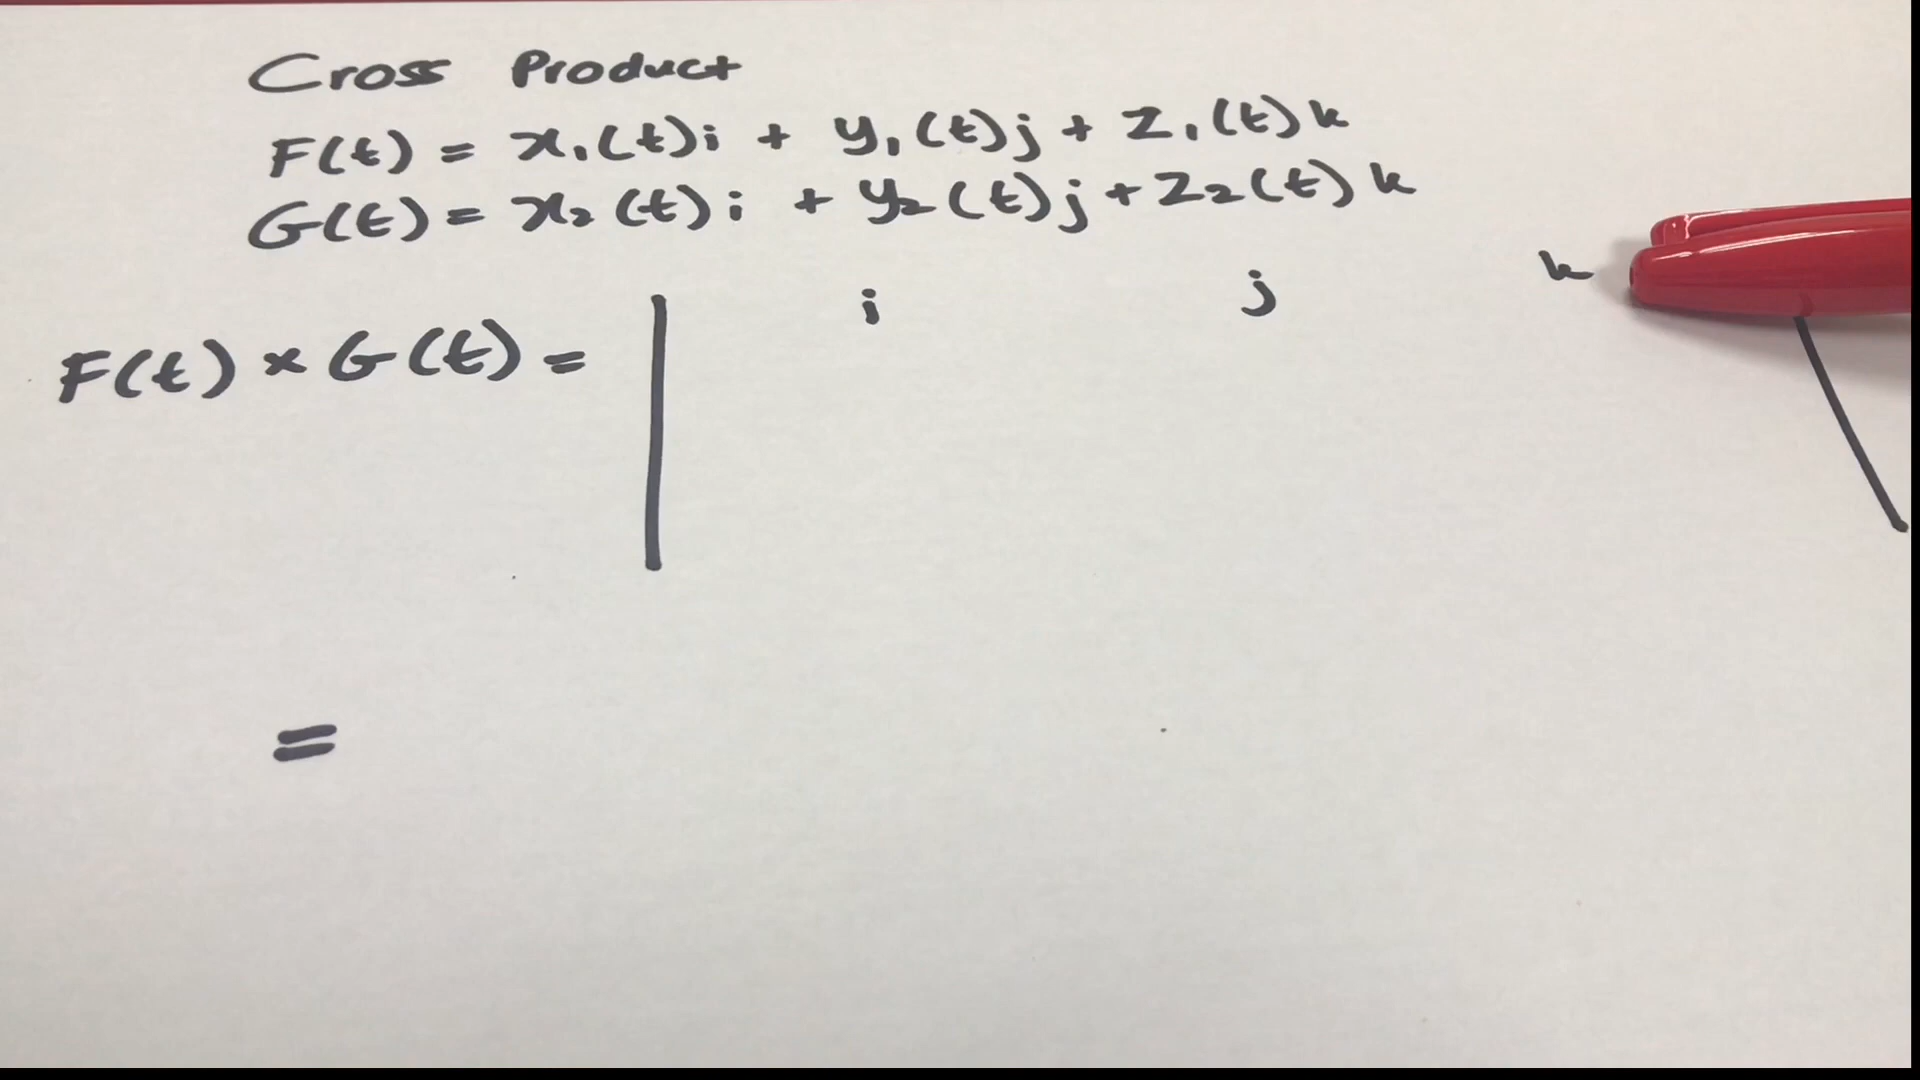 Cross Product
F(t) = x₁(t)i + y₁(t)j + z₁(t)k
G(t) = x₂(t)i + y₂(t)j + z₂(t)k
F(t) × G(t) = | i j k
=